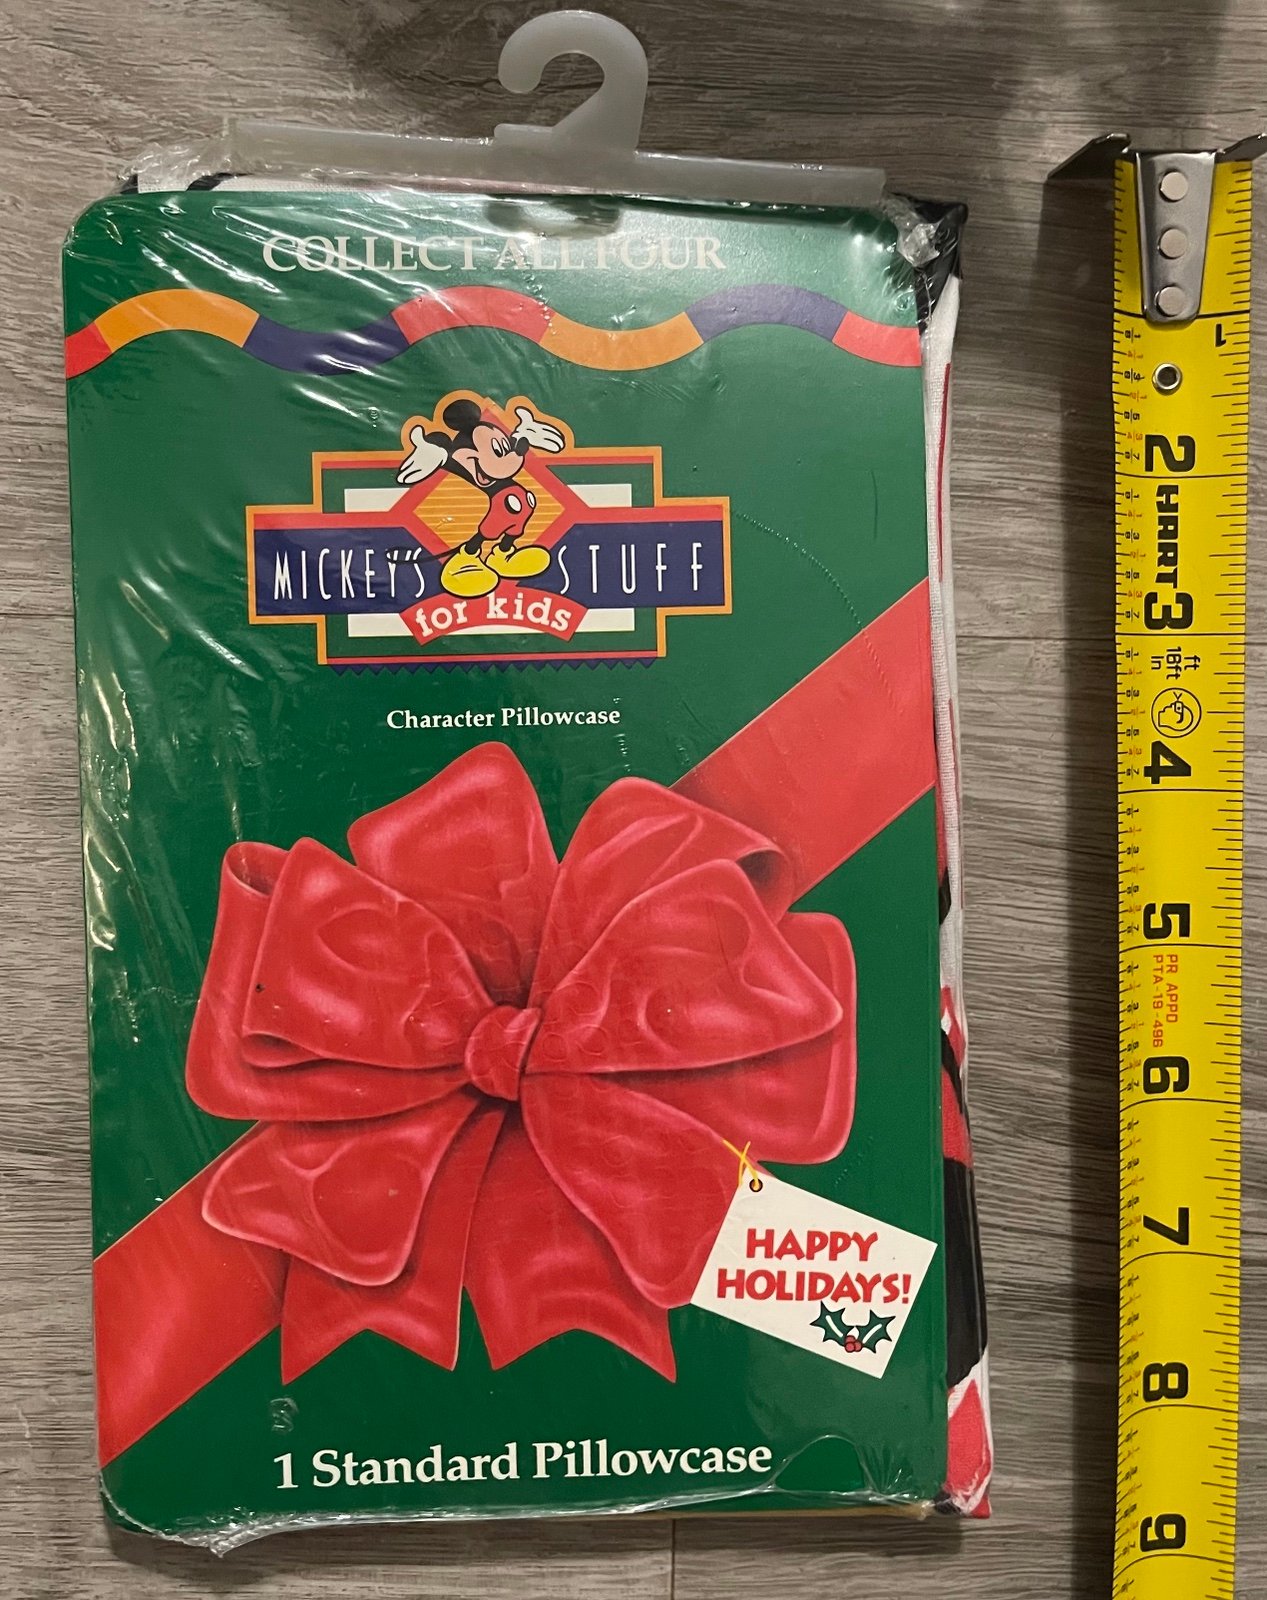 COLLECT ALL FOUR
MICKEY'S STUFF
for kids
Character Pillowcase
HAPPY
HOLIDAYS!
1 Standard Pillowcase
1
2
HART
3
ft
in
16ft
4
5
PR APPD
PTA-19-496
6
7
8
9